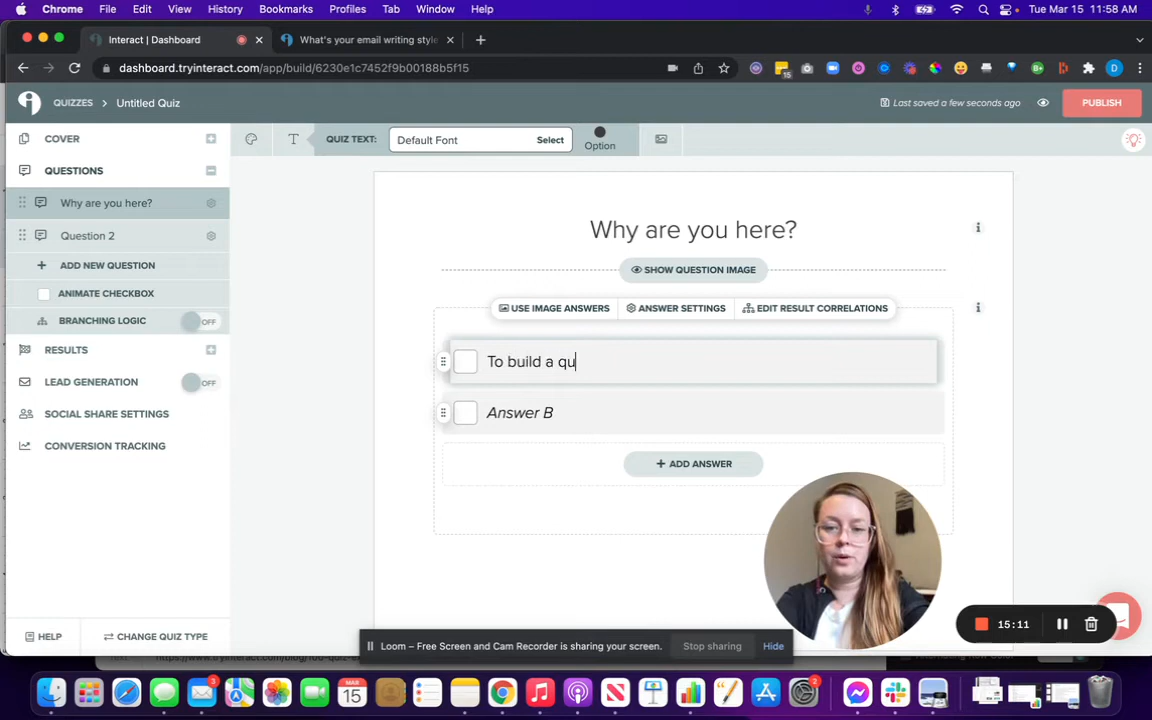 Chrome File Edit View History Bookmarks Profiles Tab Window Help Tue Mar 15 11:58 AM
Interact | Dashboard What's your email writing style
dashboard.tryinteract.com/app/build/6230e1c7452f9b00188b5f15
15
D
QUIZZES > Untitled Quiz Last saved a few seconds ago PUBLISH
COVER
QUIZ TEXT: Default Font Select Option
QUESTIONS
Why are you here?
Question 2
ADD NEW QUESTION
ANIMATE CHECKBOX
BRANCHING LOGIC OFF
RESULTS
LEAD GENERATION OFF
SOCIAL SHARE SETTINGS
CONVERSION TRACKING
HELP CHANGE QUIZ TYPE
Why are you here?
SHOW QUESTION IMAGE
USE IMAGE ANSWERS ANSWER SETTINGS EDIT RESULT CORRELATIONS
To build a qu
Answer B
+ ADD ANSWER
15:11
Loom – Free Screen and Cam Recorder is sharing your screen. Stop sharing Hide
3
MAR
15
2